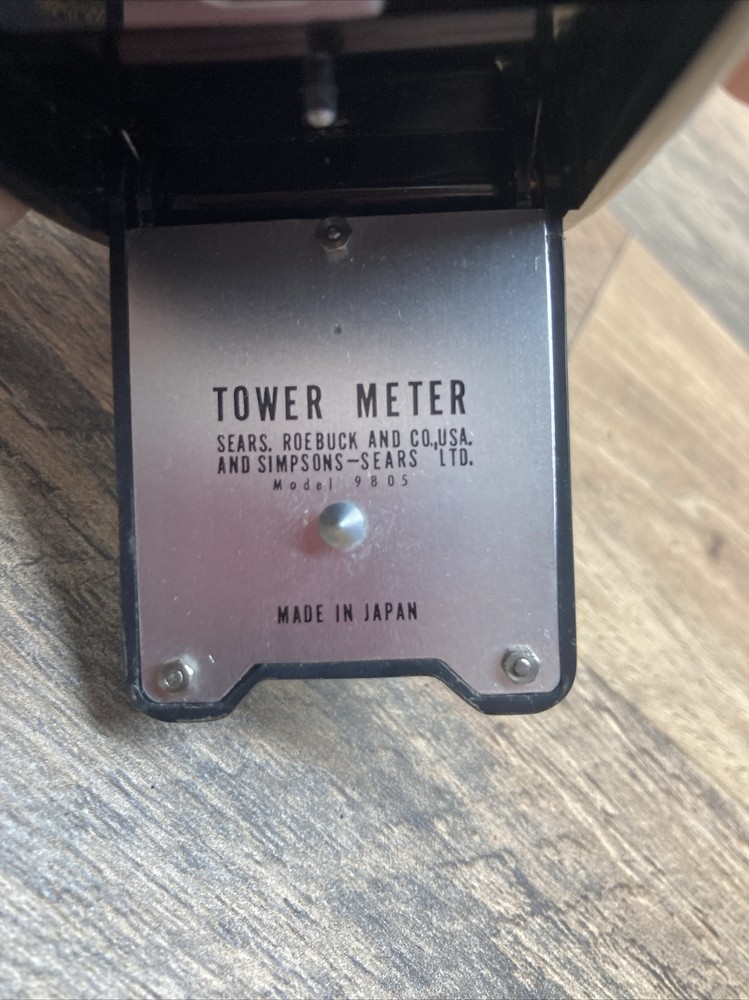 TOWER METER
SEARS. ROEBUCK AND CO.,USA.
AND SIMPSONS-SEARS LTD.
Model 9805
MADE IN JAPAN